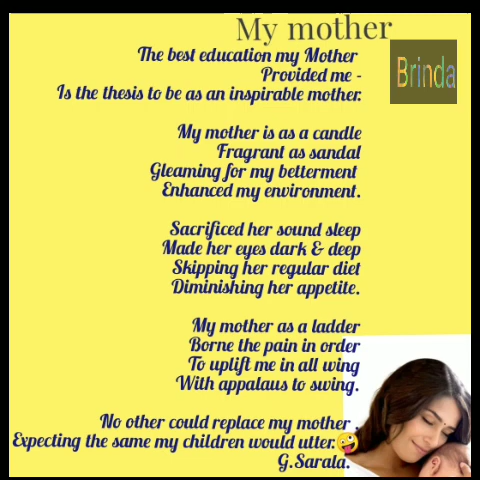 My mother
Brinda
The best education my Mother
Provided me -
Is the thesis to be as an inspirable mother.
My mother is as a candle
Fragrant as sandal
Gleaming for my betterment
Enhanced my environment.
Sacrificed her sound sleep
Made her eyes dark & deep
Skipping her regular diet
Diminishing her appetite.
My mother as a ladder
Borne the pain in order
To uplift me in all wing
With appalaus to swing.
No other could replace my mother .
Expecting the same my children would utter.🤪
G.Sarala.